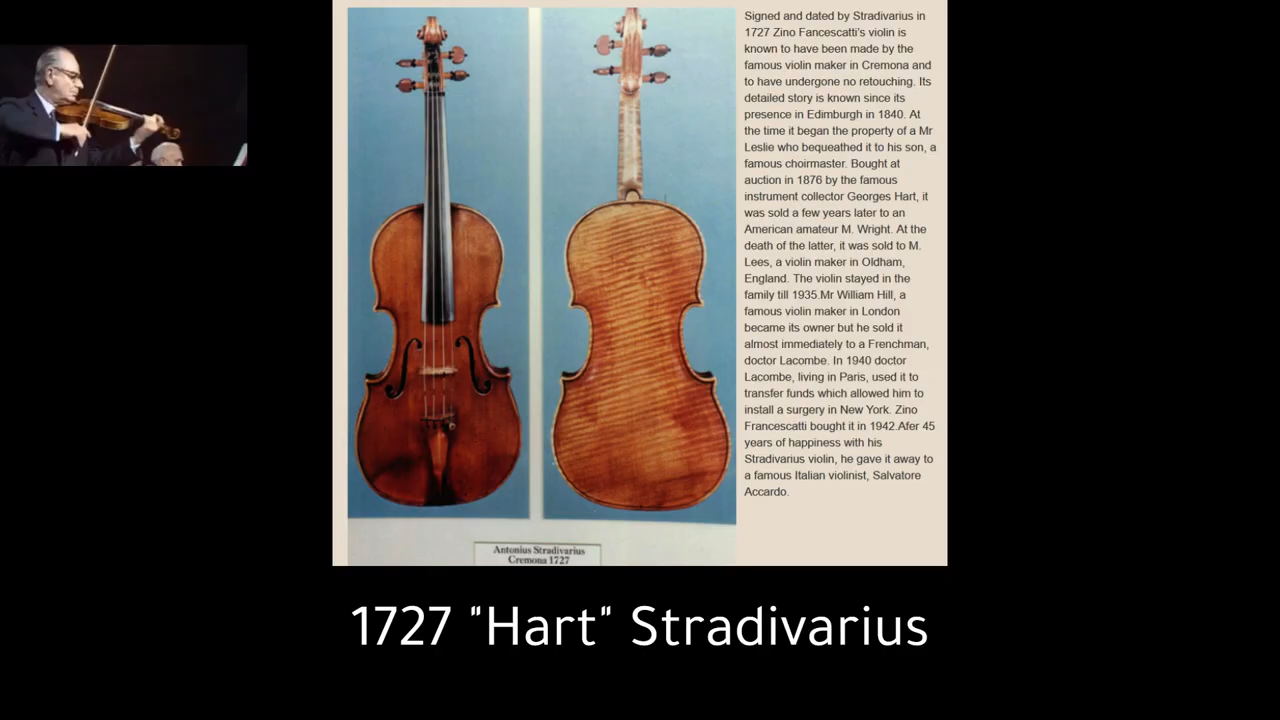 Signed and dated by Stradivarius in
1727 Zino Fancescatti's violin is
known to have been made by the
famous violin maker in Cremona and
to have undergone no retouching. Its
detailed story is known since its
presence in Edimburgh in 1840. At
the time it began the property of a Mr
Leslie who bequeathed it to his son, a
famous choirmaster. Bought at
auction in 1876 by the famous
instrument collector Georges Hart, it
was sold a few years later to an
American amateur M. Wright. At the
death of the latter, it was sold to M.
Lees, a violin maker in Oldham,
England. The violin stayed in the
family till 1935.Mr William Hill, a
famous violin maker in London
became its owner but he sold it
almost immediately to a Frenchman,
doctor Lacombe. In 1940 doctor
Lacombe, living in Paris, used it to
transfer funds which allowed him to
install a surgery in New York. Zino
Francescatti bought it in 1942.Afer 45
years of happiness with his
Stradivarius violin, he gave it away to
a famous Italian violinist, Salvatore
Accardo.
Antonius Stradivarius
Cremona 1727
1727 "Hart" Stradivarius